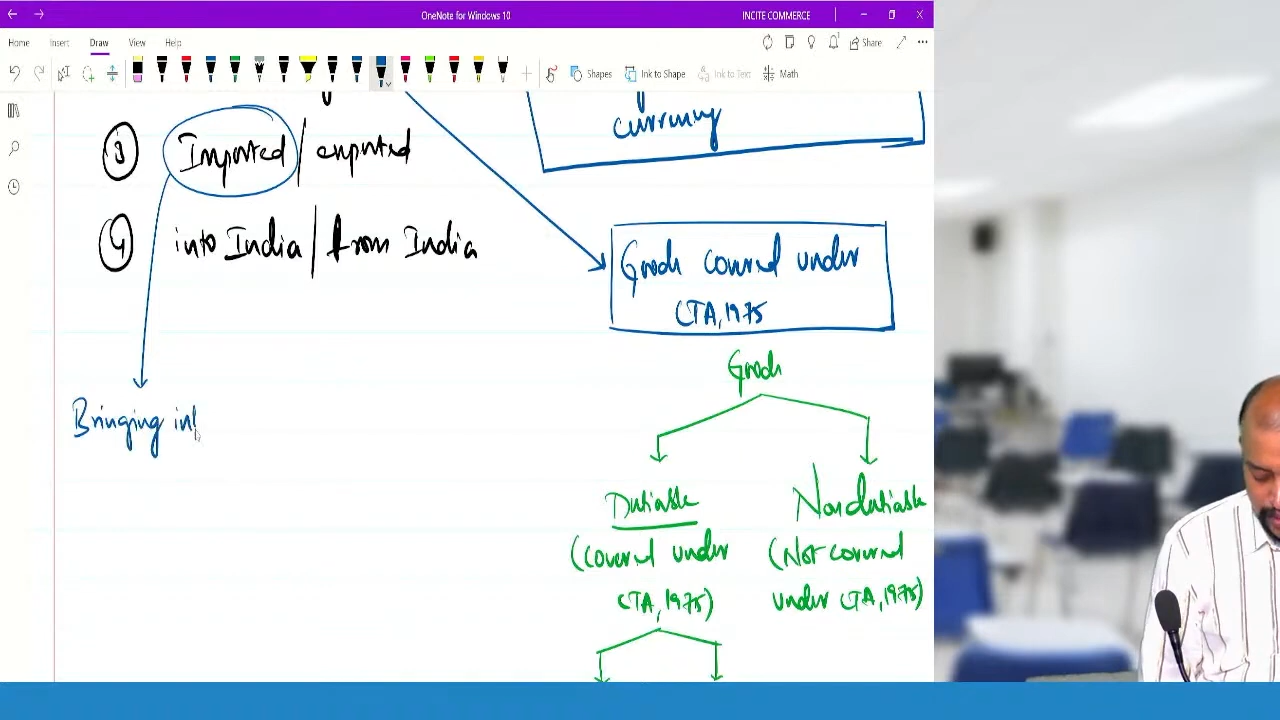 OneNote for Windows 10
INCITE COMMERCE
Home Insert Draw View Help
Share
Shapes Ink to Shape Ink to Text Math
currency
③ Imported / exported
④ into India / from India
Goods covered under
CTA, 1975
Goods
Bringing int
Dutiable
Non dutiable
(Covered under
CTA, 1975)
(Not covered
under CTA, 1975)